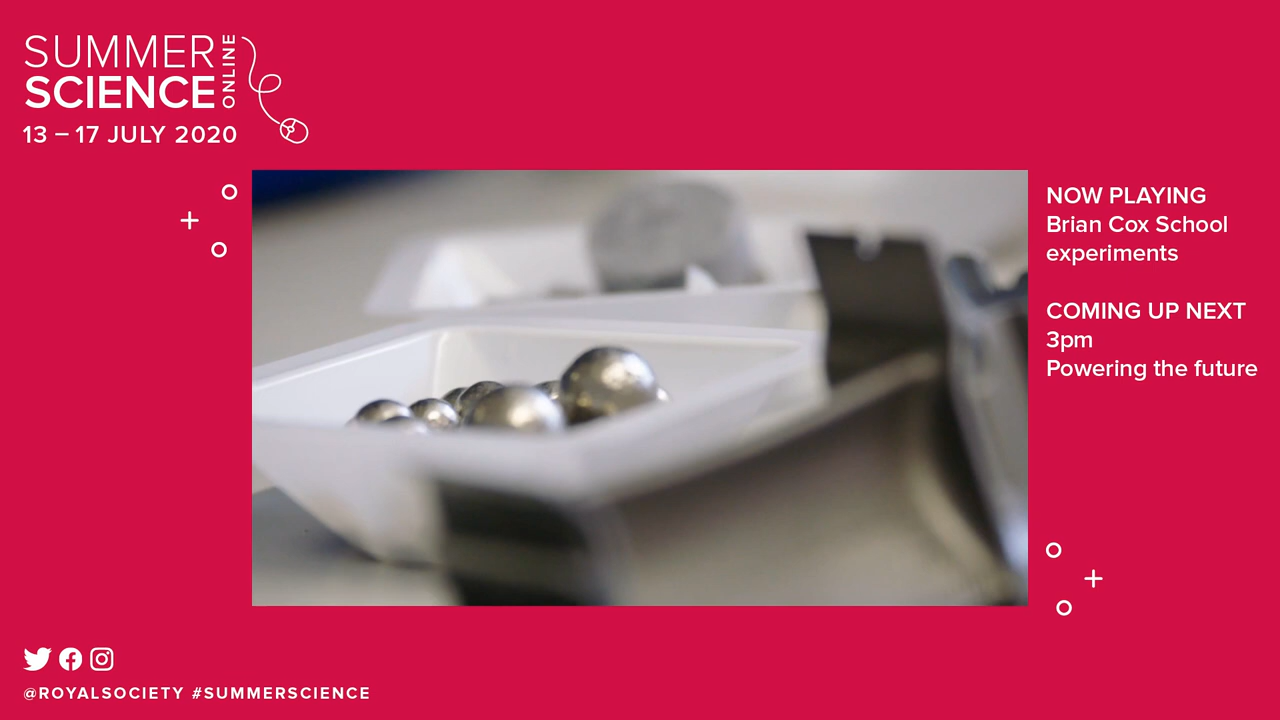 SUMMER
SCIENCE
ONLINE
13 – 17 JULY 2020
NOW PLAYING
Brian Cox School
experiments
COMING UP NEXT
3pm
Powering the future
@ROYALSOCIETY #SUMMERSCIENCE